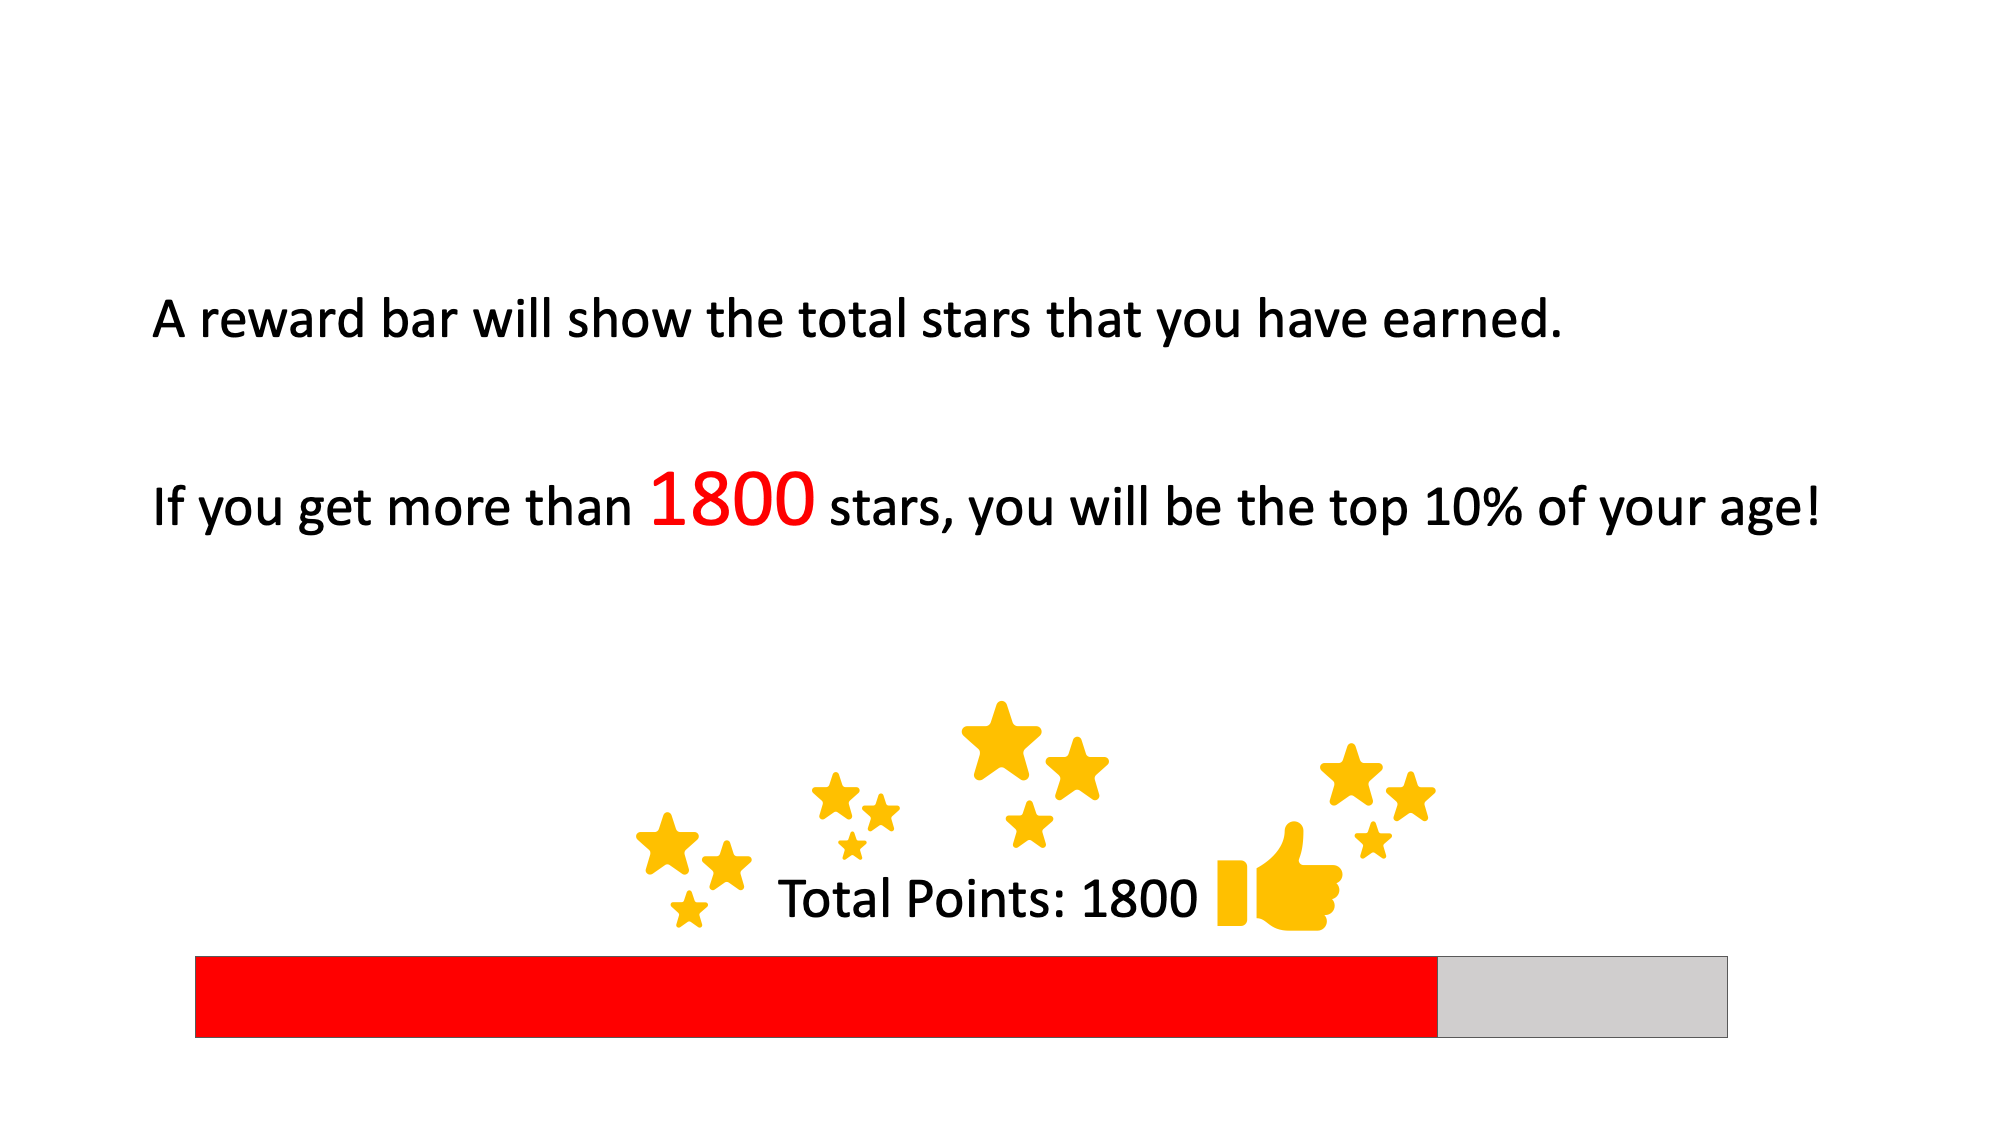 A reward bar will show the total stars that you have earned.
If you get more than 1800 stars, you will be the top 10% of your age!
Total Points: 1800